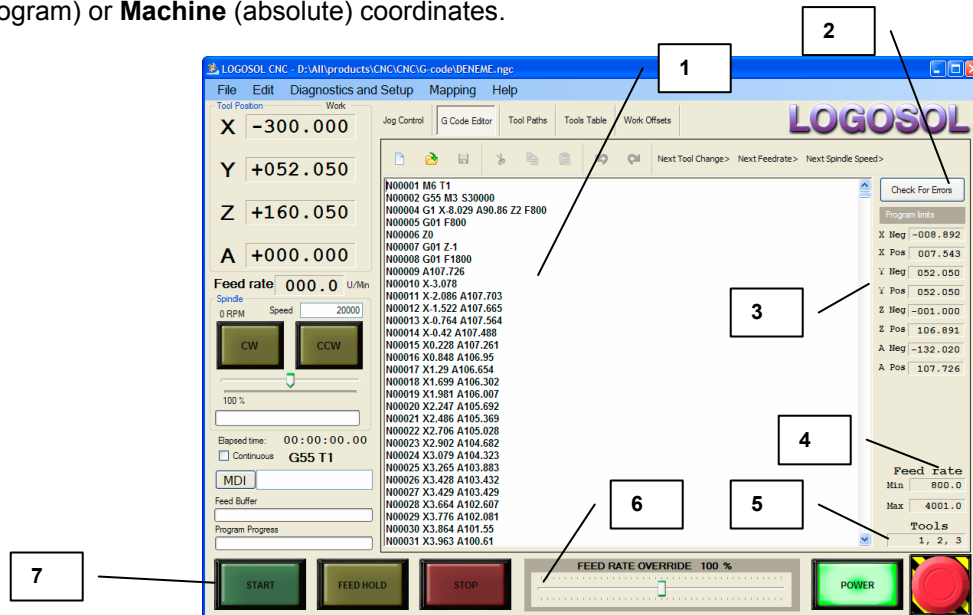 ogram) or Machine (absolute) coordinates.
2
1
LOGOSOL CNC - D:\All\products\CNC\CNC\G-code\DENEME.ngc
File Edit Diagnostics and Setup Mapping Help
Tool Position Work
X -300.000
Y +052.050
Z +160.050
A +000.000
Feed rate 000.0 U/Min
Spindle
0 RPM Speed 20000
CW CCW
100 %
Elapsed time: 00:00:00.00
Continuous G55 T1
MDI
Feed Buffer
Program Progress
Jog Control G Code Editor Tool Paths Tools Table Work Offsets
LOGOSOL
Next Tool Change> Next Feedrate> Next Spindle Speed>
N00001 M6 T1
N00002 G55 M3 S30000
N00004 G1 X-8.029 A90.86 Z2 F800
N00005 G01 F800
N00006 Z0
N00007 G01 Z-1
N00008 G01 F1800
N00009 A107.726
N00010 X-3.078
N00011 X-2.086 A107.703
N00012 X-1.522 A107.665
N00013 X-0.764 A107.564
N00014 X-0.42 A107.488
N00015 X0.228 A107.261
N00016 X0.848 A106.95
N00017 X1.29 A106.654
N00018 X1.699 A106.302
N00019 X1.981 A106.007
N00020 X2.247 A105.692
N00021 X2.486 A105.369
N00022 X2.706 A105.028
N00023 X2.902 A104.682
N00024 X3.079 A104.323
N00025 X3.265 A103.883
N00026 X3.428 A103.432
N00027 X3.429 A103.429
N00028 X3.664 A102.607
N00029 X3.776 A102.081
N00030 X3.864 A101.55
N00031 X3.963 A100.61
Check For Errors
Program limits
X Neg -008.892
X Pos 007.543
Y Neg 052.050
Y Pos 052.050
Z Neg -001.000
Z Pos 106.891
A Neg -132.020
A Pos 107.726
3
4
Feed rate
Min 800.0
Max 4001.0
Tools
1, 2, 3
6
5
7
START FEED HOLD STOP
FEED RATE OVERRIDE 100 %
POWER